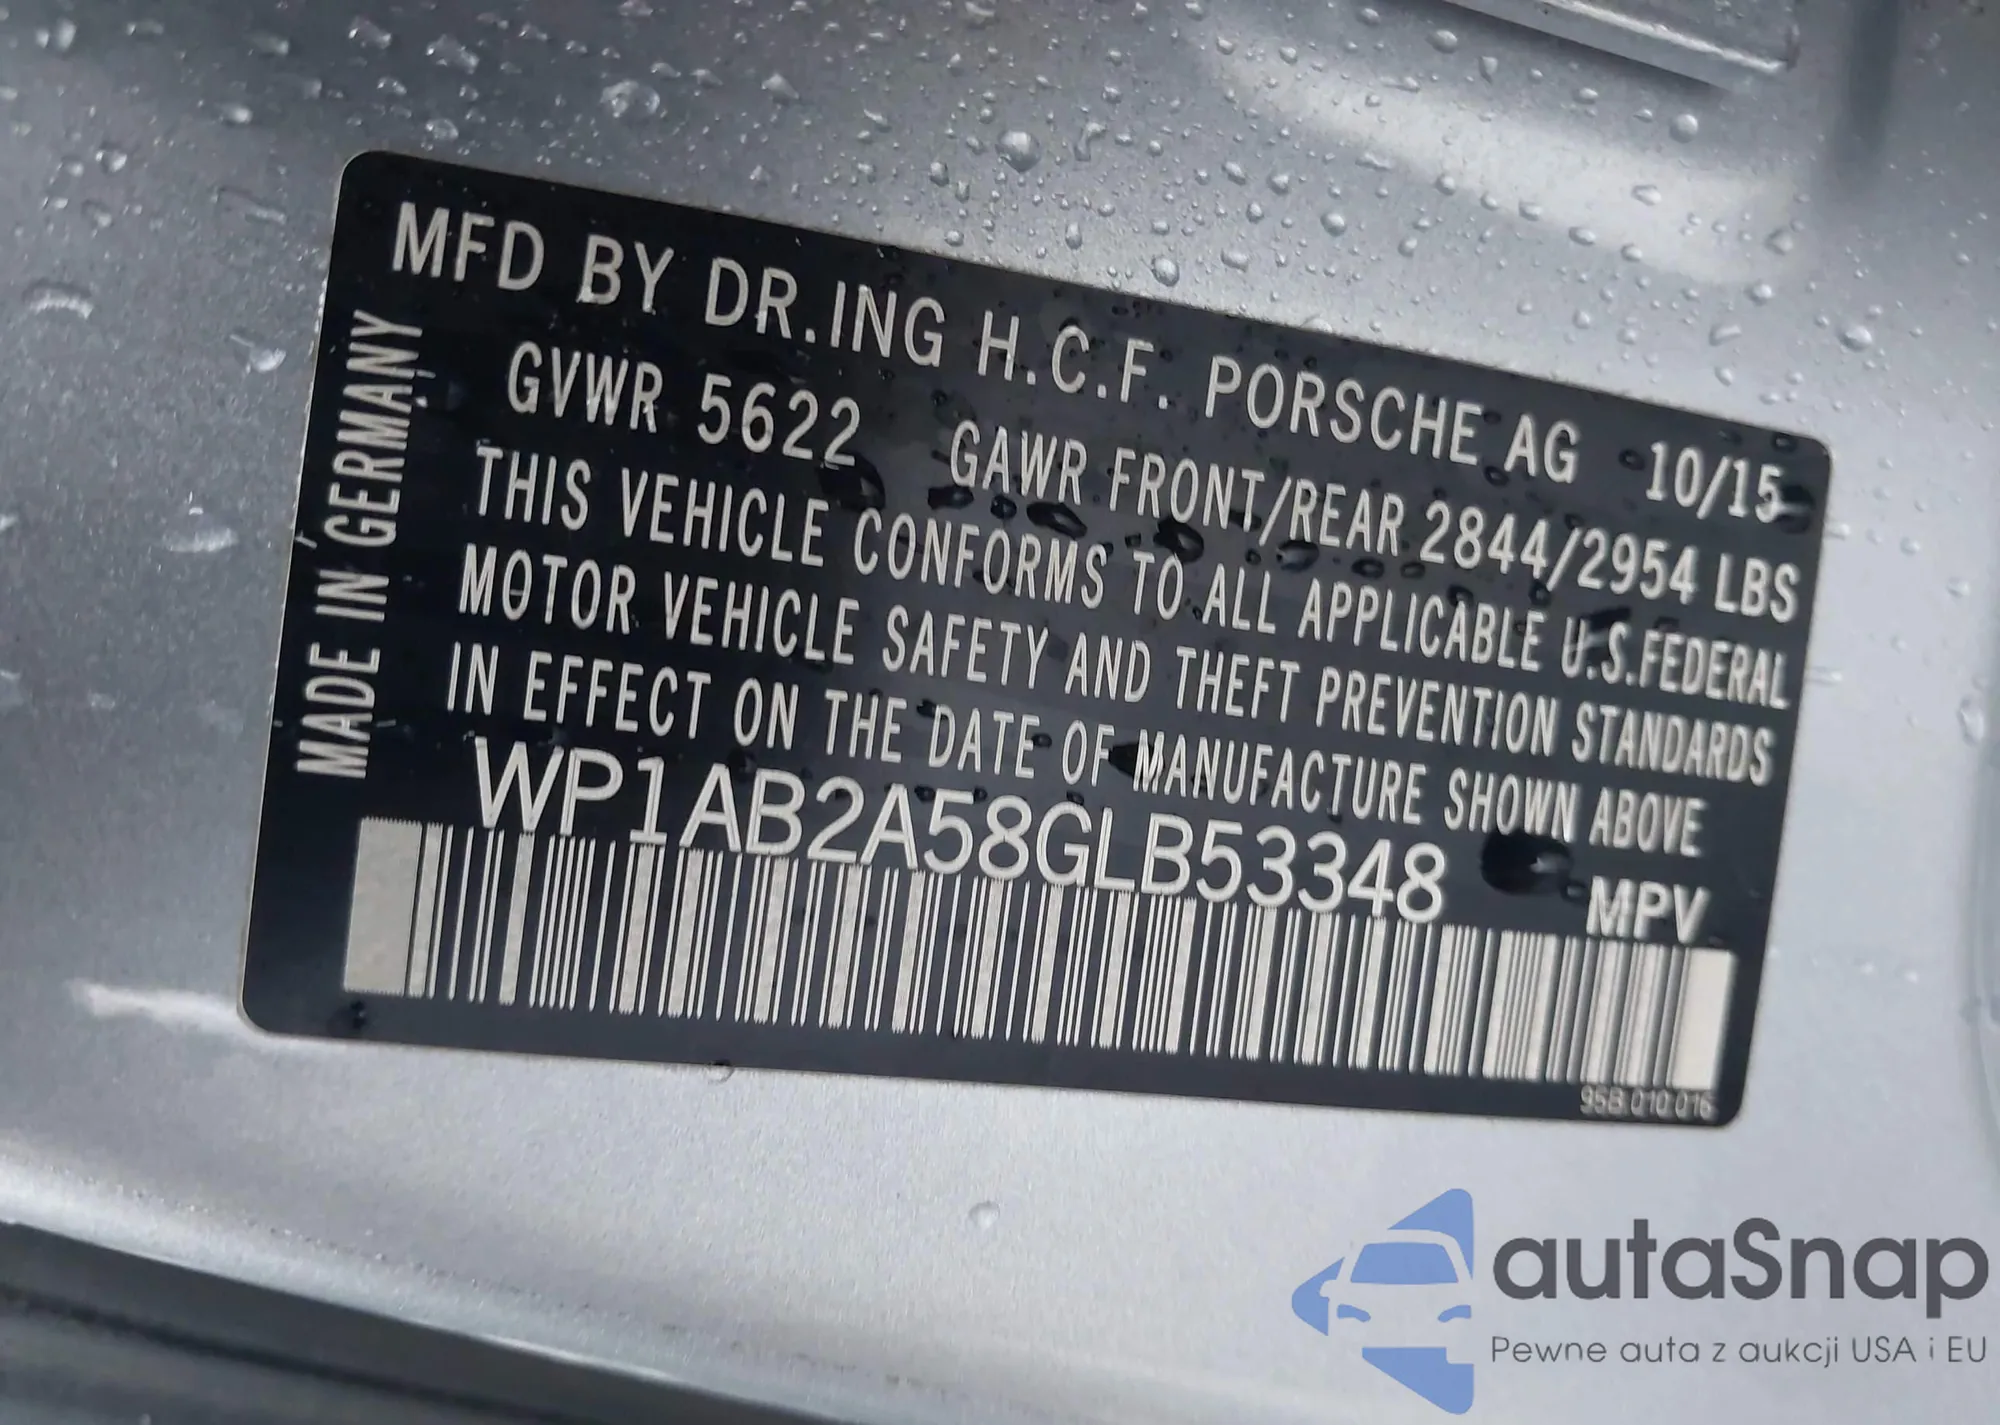 MFD BY DR.ING H.C.F. PORSCHE AG 10/15
GVWR 5622 GAWR FRONT/REAR 2844/2954 LBS
THIS VEHICLE CONFORMS TO ALL APPLICABLE U.S.FEDERAL
MOTOR VEHICLE SAFETY AND THEFT PREVENTION STANDARDS
IN EFFECT ON THE DATE OF MANUFACTURE SHOWN ABOVE
WP1AB2A58GLB53348 MPV
MADE IN GERMANY
95B.010.016
autaSnap
Pewne auta z aukcji USA i EU